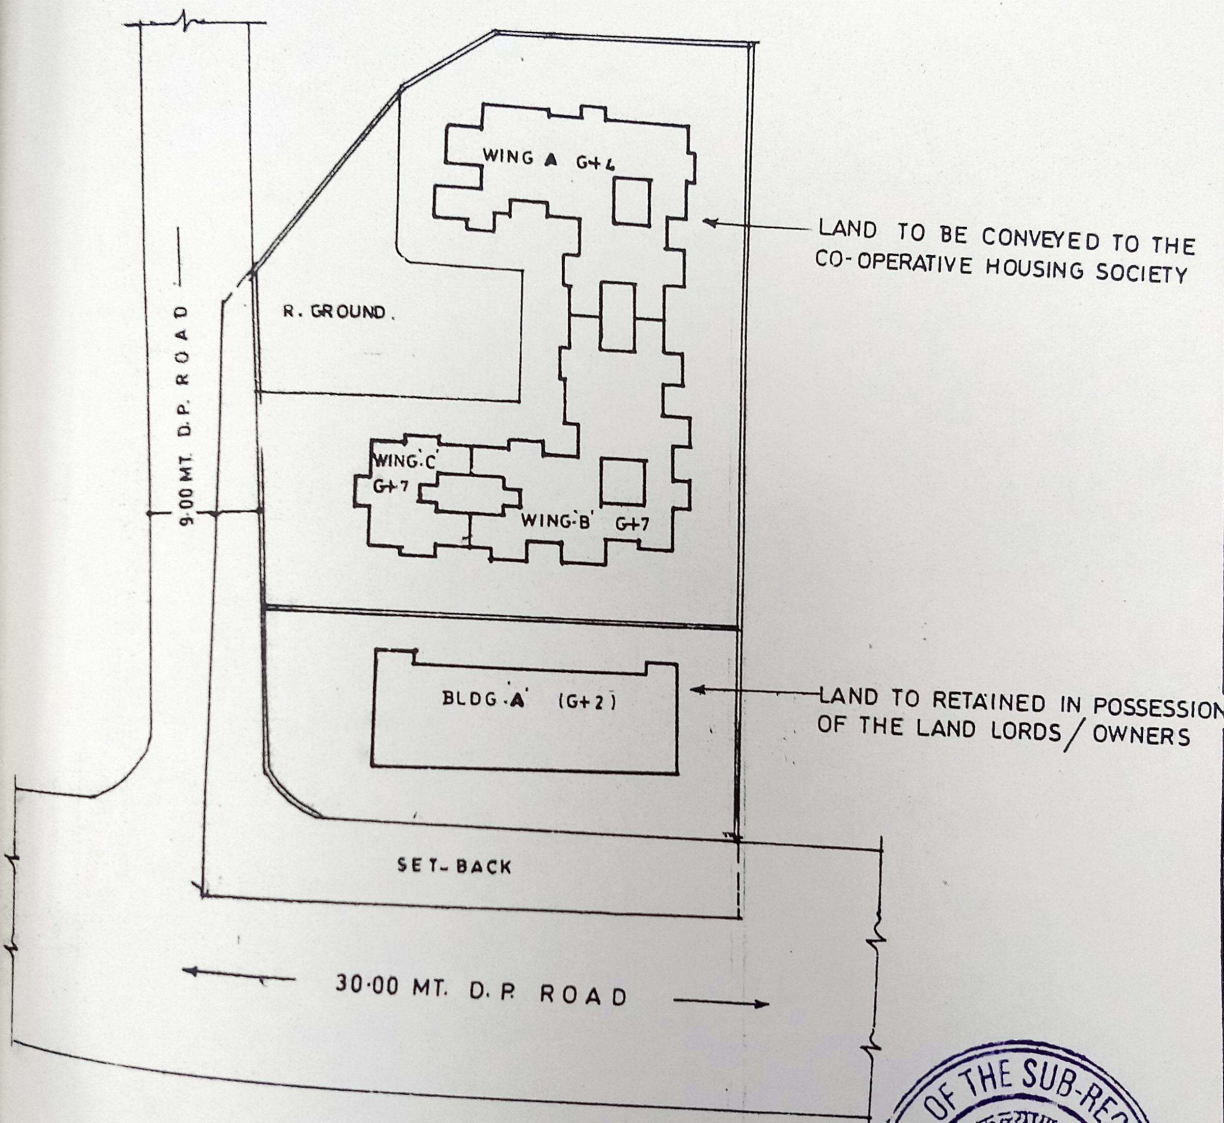 WING A G+4
LAND TO BE CONVEYED TO THE
CO-OPERATIVE HOUSING SOCIETY
R. GROUND.
9.00 MT. D.P. ROAD
WING.'C'
G+7
WING.'B' G+7
BLDG.'A' (G+2)
LAND TO RETAINED IN POSSESSION
OF THE LAND LORDS/OWNERS
SET-BACK
30.00 MT. D.P. ROAD
OF THE SUB-REG